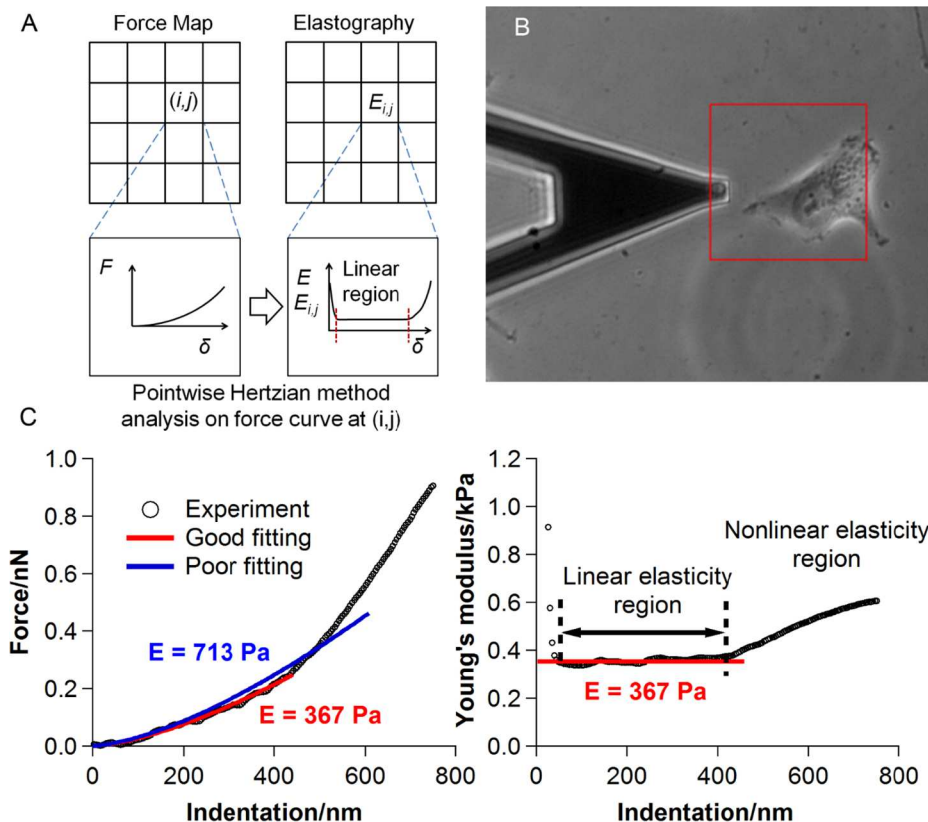 A
Force Map
Elastography
(i,j)
E i,j
F
δ
E
E i,j
Linear
region
δ
Pointwise Hertzian method
analysis on force curve at (i,j)
B
C
1.0
0.8
0.6
0.4
0.2
0.0
Force/nN
Experiment
Good fitting
Poor fitting
E = 713 Pa
E = 367 Pa
0
200
400
600
800
Indentation/nm
1.2
1.0
0.8
0.6
0.4
0.2
0.0
Young's modulus/kPa
Nonlinear elasticity
region
Linear elasticity
region
E = 367 Pa
0
200
400
600
800
Indentation/nm